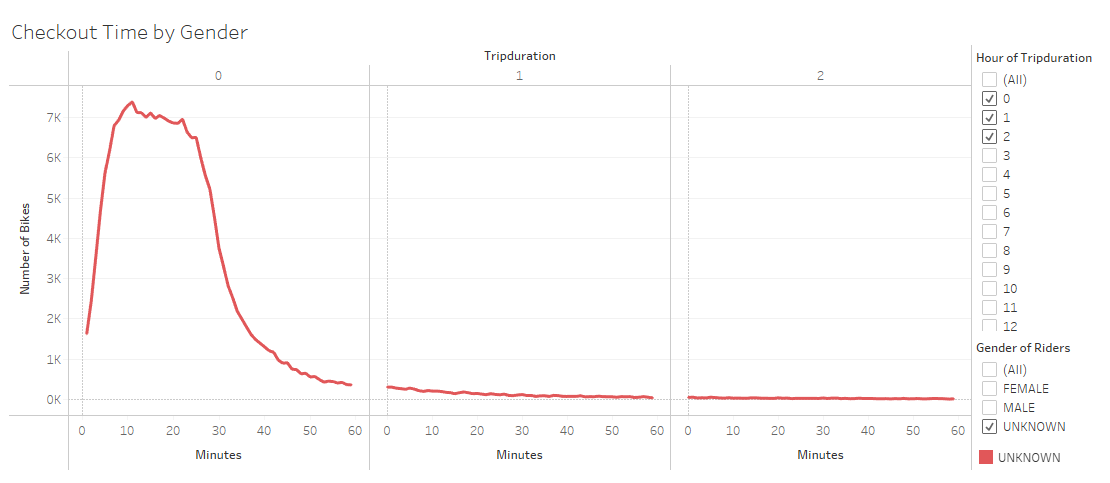 Checkout Time by Gender
Tripduration
0 1 2
7K
6K
5K
4K
3K
2K
1K
0K
Number of Bikes
0 10 20 30 40 50 60 0 10 20 30 40 50 60 0 10 20 30 40 50 60
Minutes Minutes Minutes
Hour of Tripduration
(All)
0
1
2
3
4
5
6
7
8
9
10
11
12
Gender of Riders
(All)
FEMALE
MALE
UNKNOWN
UNKNOWN